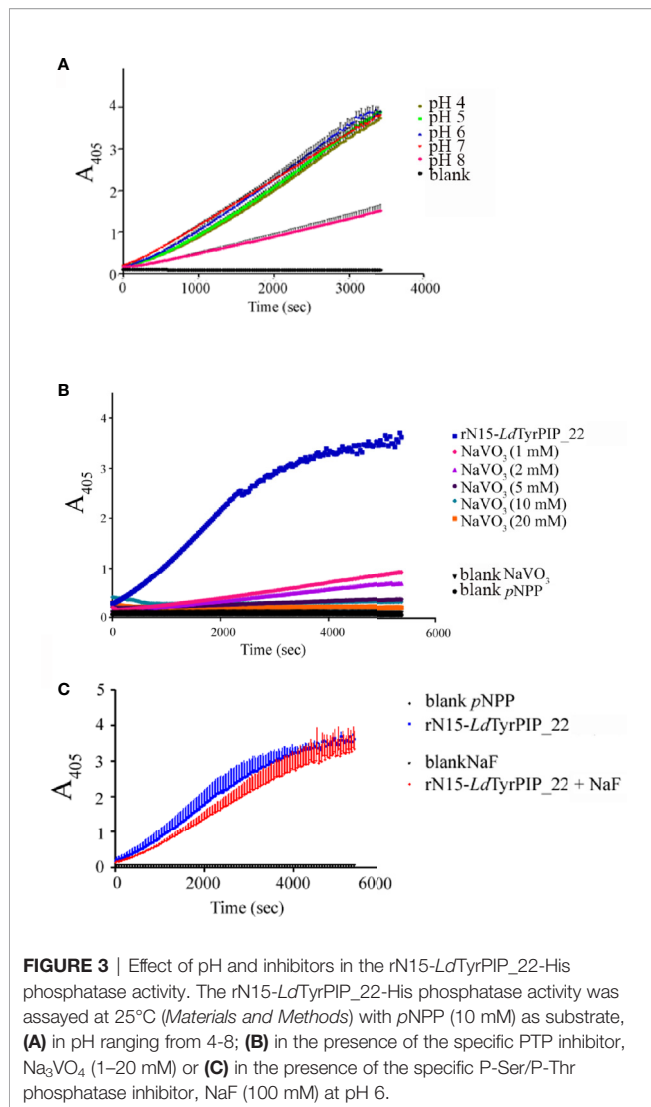 A
A405
4
3
2
1
0
0 1000 2000 3000 4000
Time (sec)
pH 4
pH 5
pH 6
pH 7
pH 8
blank
B
A405
4
3
2
1
0
0 2000 4000 6000
Time (sec)
rN15-LdTyrPIP_22
NaVO3 (1 mM)
NaVO3 (2 mM)
NaVO3 (5 mM)
NaVO3 (10 mM)
NaVO3 (20 mM)
blank NaVO3
blank pNPP
C
A405
5
4
3
2
1
0
0 2000 4000 6000
Time (sec)
blank pNPP
rN15-LdTyrPIP_22
blankNaF
rN15-LdTyrPIP_22 + NaF
FIGURE 3 | Effect of pH and inhibitors in the rN15-LdTyrPIP_22-His
phosphatase activity. The rN15-LdTyrPIP_22-His phosphatase activity was
assayed at 25°C (Materials and Methods) with pNPP (10 mM) as substrate,
(A) in pH ranging from 4-8; (B) in the presence of the specific PTP inhibitor,
Na3VO4 (1–20 mM) or (C) in the presence of the specific P-Ser/P-Thr
phosphatase inhibitor, NaF (100 mM) at pH 6.